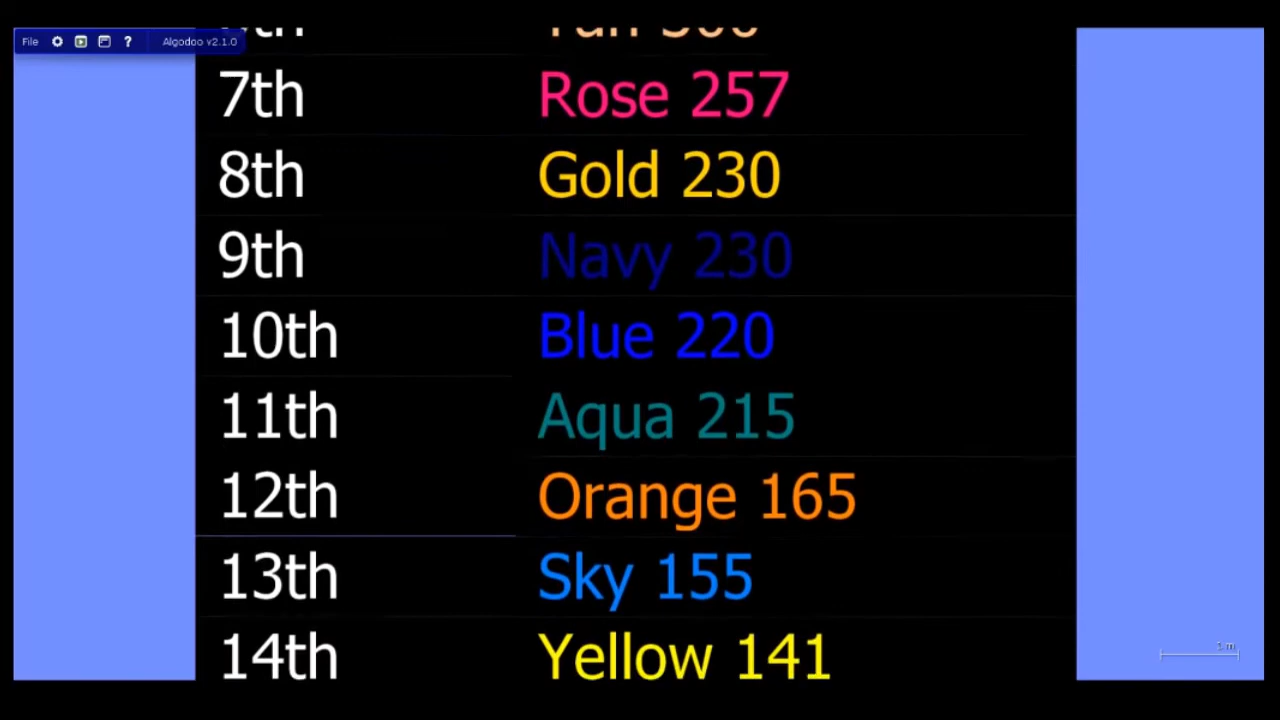 File ? Algodoo v2.1.0
7th Rose 257
8th Gold 230
9th Navy 230
10th Blue 220
11th Aqua 215
12th Orange 165
13th Sky 155
14th Yellow 141
1 m